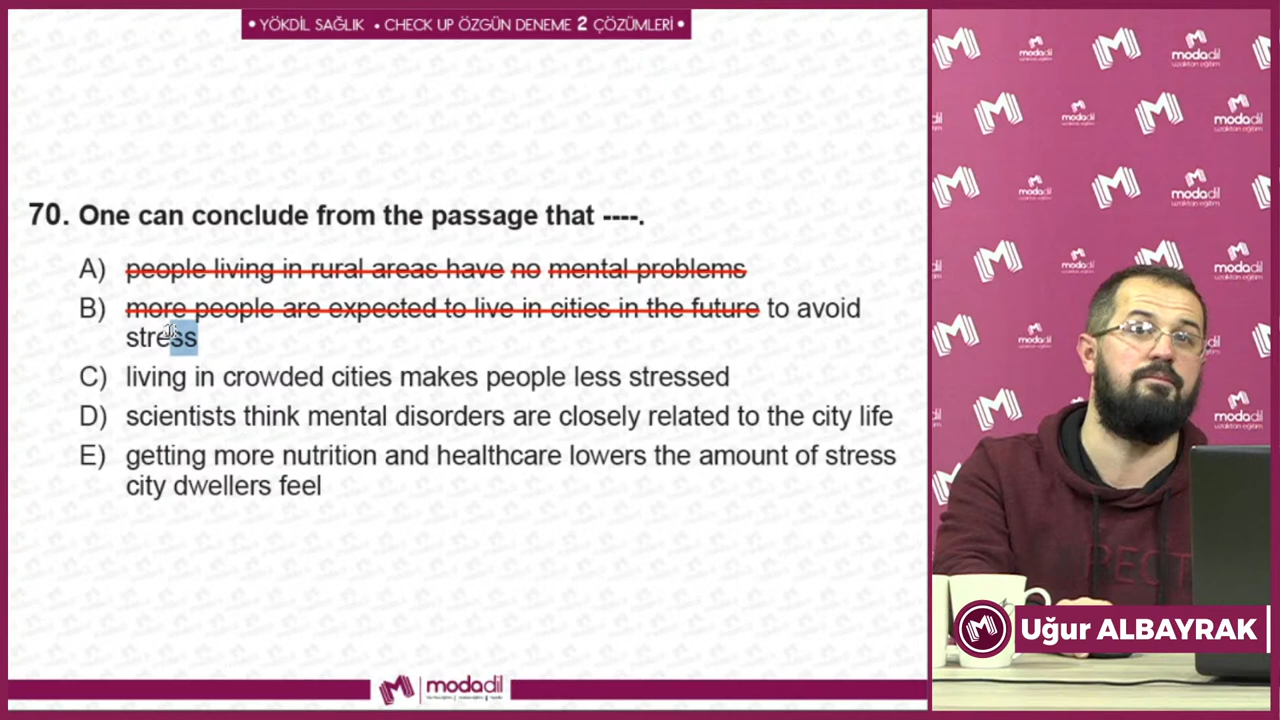 • YÖKDİL SAĞLIK • CHECK UP ÖZGÜN DENEME 2 ÇÖZÜMLERİ •
70. One can conclude from the passage that ----.
A) people living in rural areas have no mental problems
B) more people are expected to live in cities in the future to avoid
stress
C) living in crowded cities makes people less stressed
D) scientists think mental disorders are closely related to the city life
E) getting more nutrition and healthcare lowers the amount of stress
city dwellers feel
modadil
modadil
uzaktan eğitim
Uğur ALBAYRAK